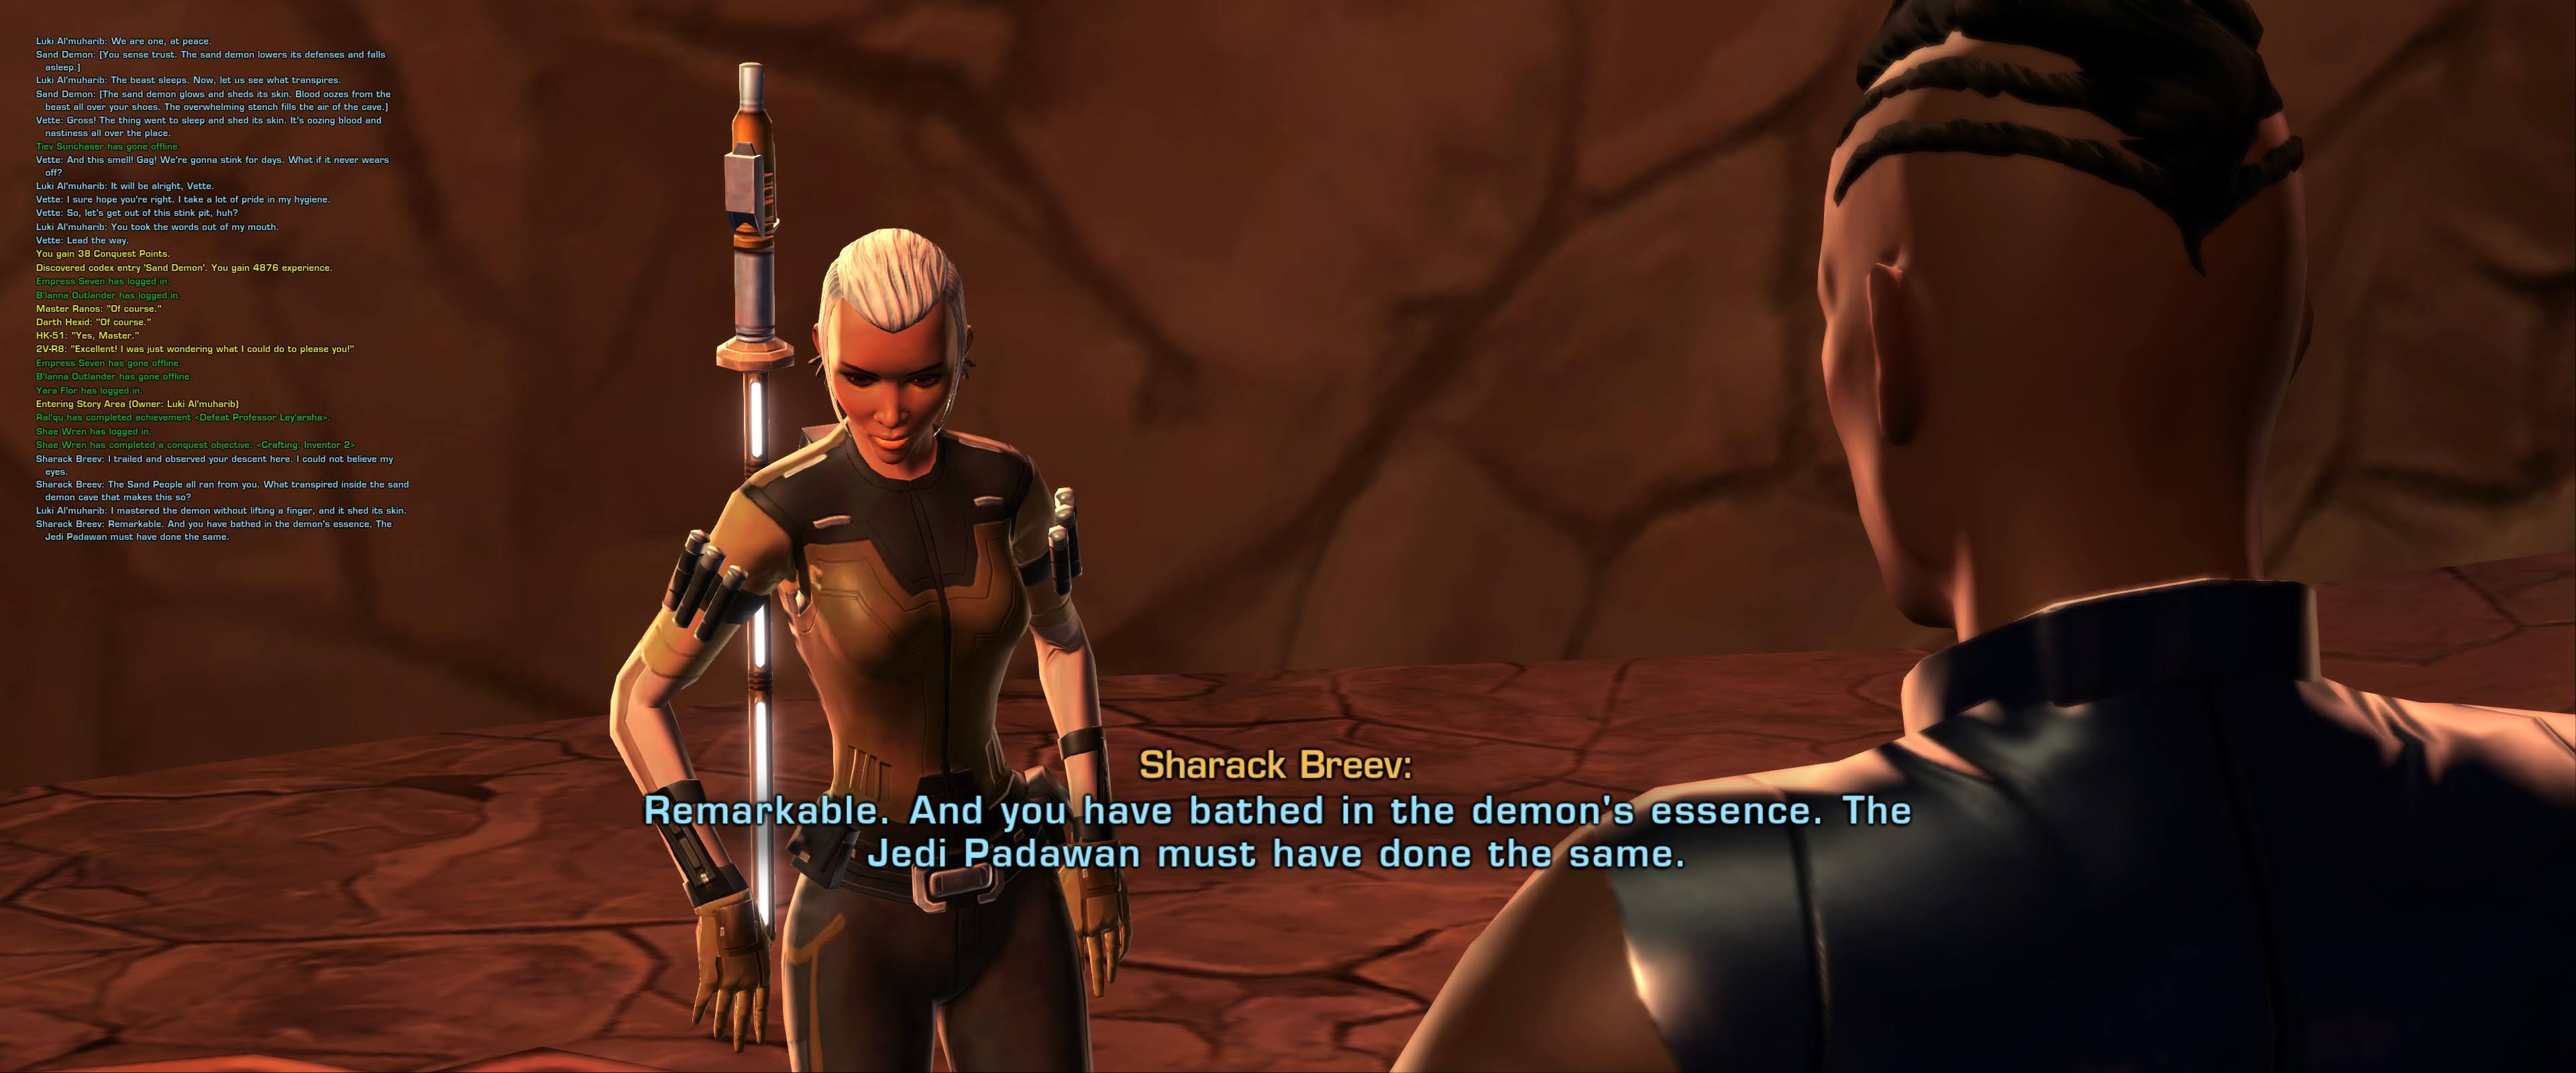 Luki Al'muharib: We are one, at peace.
Sand Demon: [You sense trust. The sand demon lowers its defenses and falls
asleep.]
Luki Al'muharib: The beast sleeps. Now, let us see what transpires.
Sand Demon: [The sand demon glows and sheds its skin. Blood oozes from the
beast all over your shoes. The overwhelming stench fills the air of the cave.]
Vette: Gross! The thing went to sleep and shed its skin. It's oozing blood and
nastiness all over the place.
Tiev Sunchaser has gone offline.
Vette: And this smell! Gag! We're gonna stink for days. What if it never wears
off?
Luki Al'muharib: It will be alright, Vette.
Vette: I sure hope you're right. I take a lot of pride in my hygiene.
Vette: So, let's get out of this stink pit, huh?
Luki Al'muharib: You took the words out of my mouth.
Vette: Lead the way.
You gain 38 Conquest Points.
Discovered codex entry 'Sand Demon'. You gain 4876 experience.
Empress Seven has logged in.
B'lanna Outlander has logged in.
Master Ranos: "Of course."
Darth Hexid: "Of course."
HK-51: "Yes, Master."
2V-R8: "Excellent! I was just wondering what I could do to please you!"
Empress Seven has gone offline.
B'lanna Outlander has gone offline.
Yara Flor has logged in.
Entering Story Area (Owner: Luki Al'muharib)
Ral'qu has completed achievement <Defeat Professor Ley'arsha>.
Shae Wren has logged in.
Shae Wren has completed a conquest objective: <Crafting: Inventor 2>.
Sharack Breev: I trailed and observed your descent here. I could not believe my
eyes.
Sharack Breev: The Sand People all ran from you. What transpired inside the sand
demon cave that makes this so?
Luki Al'muharib: I mastered the demon without lifting a finger, and it shed its skin.
Sharack Breev: Remarkable. And you have bathed in the demon's essence. The
Jedi Padawan must have done the same.
Sharack Breev:
Remarkable. And you have bathed in the demon's essence. The
Jedi Padawan must have done the same.